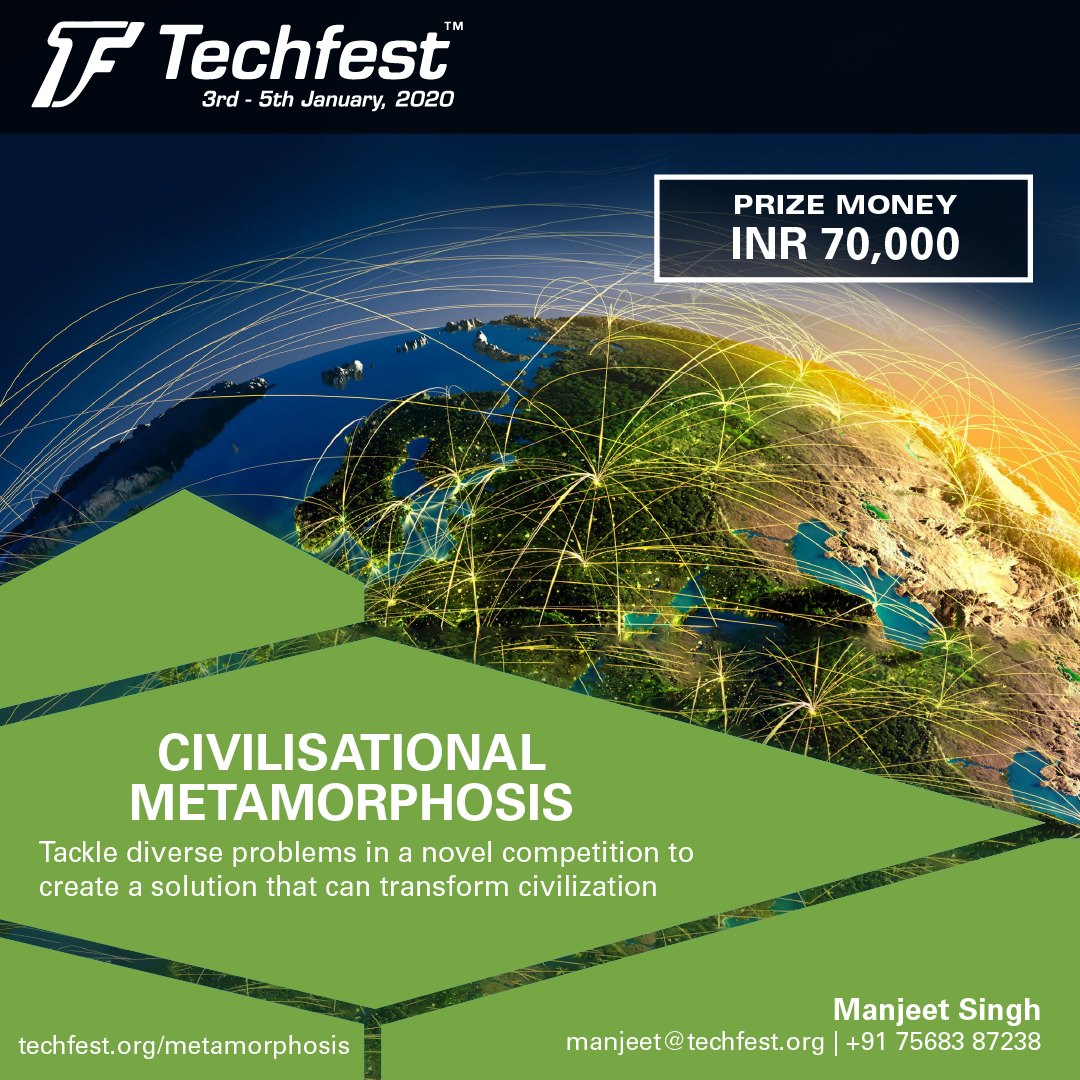 Techfest™
3rd - 5th January, 2020
PRIZE MONEY
INR 70,000
CIVILISATIONAL
METAMORPHOSIS
Tackle diverse problems in a novel competition to
create a solution that can transform civilization
Manjeet Singh
manjeet@techfest.org | +91 75683 87238
techfest.org/metamorphosis